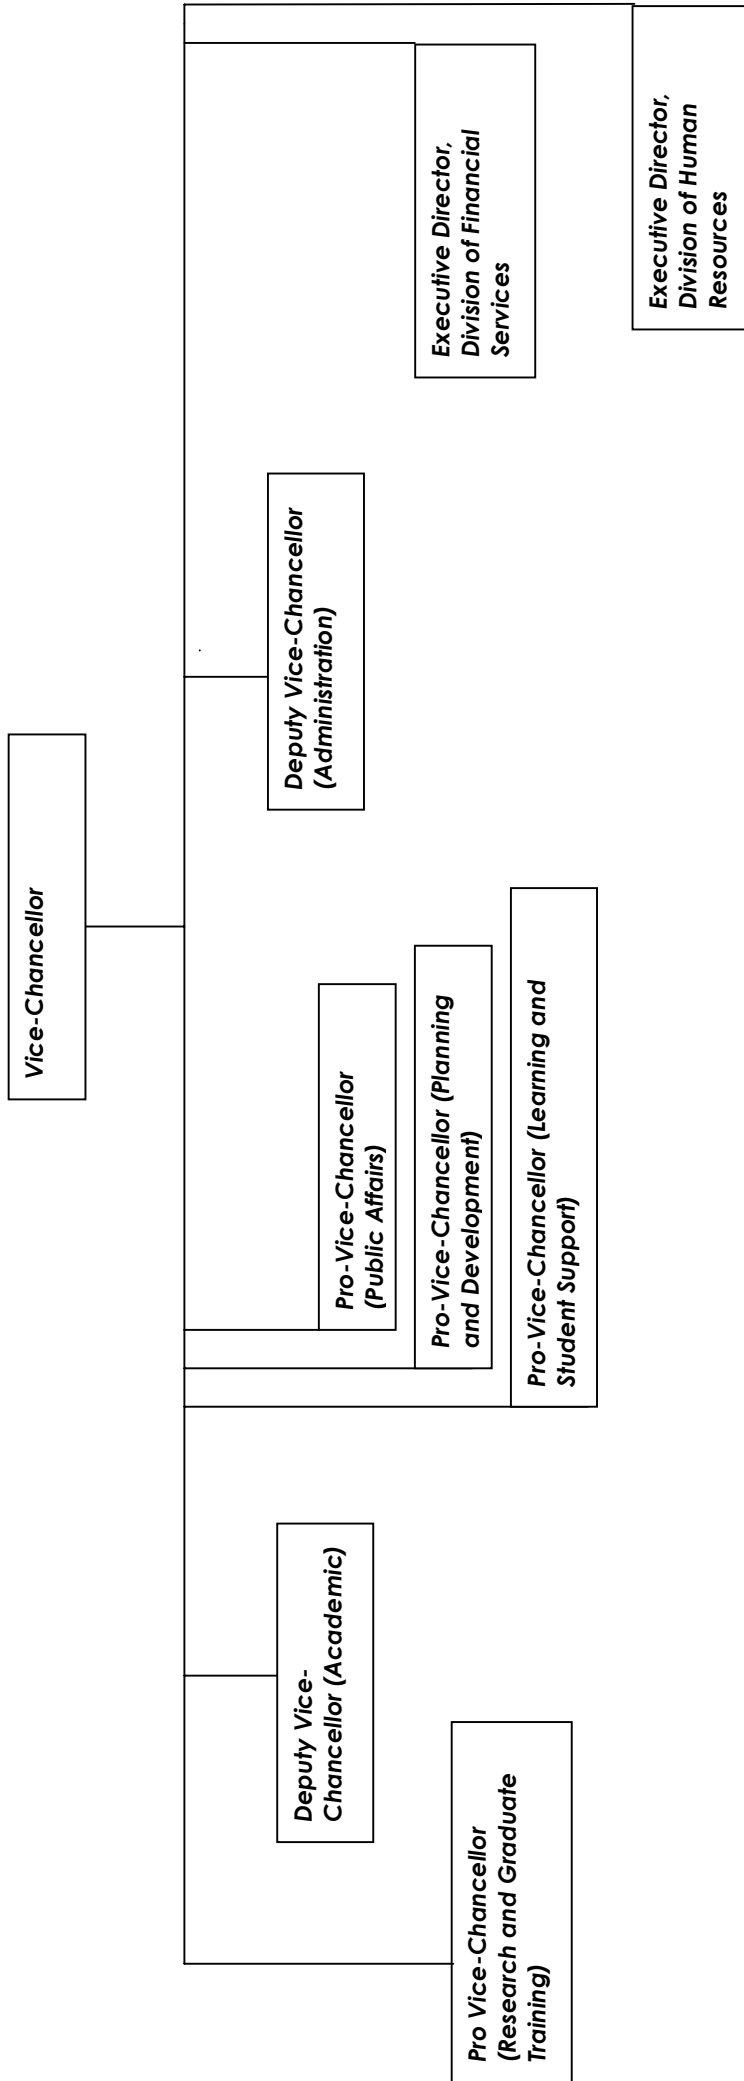 Vice-Chancellor
Deputy Vice-
Chancellor (Academic)
Deputy Vice-Chancellor
(Administration)
Pro Vice-Chancellor
(Research and Graduate
Training)
Pro-Vice-Chancellor
(Public Affairs)
Pro-Vice-Chancellor (Planning
and Development)
Pro-Vice-Chancellor (Learning and
Student Support)
Executive Director,
Division of Financial
Services
Executive Director,
Division of Human
Resources